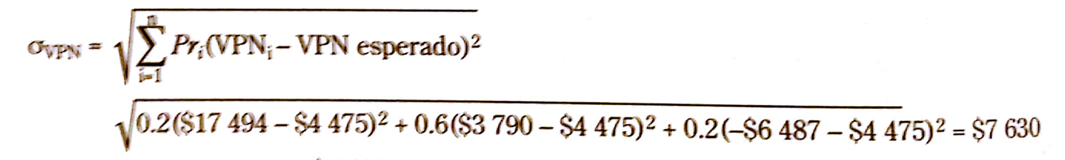 σVPN = √∑ⁿᵢ₌₁ Prᵢ(VPNᵢ – VPN esperado)²
√0.2($17 494 – $4 475)² + 0.6($3 790 – $4 475)² + 0.2(–$6 487 – $4 475)² = $7 630